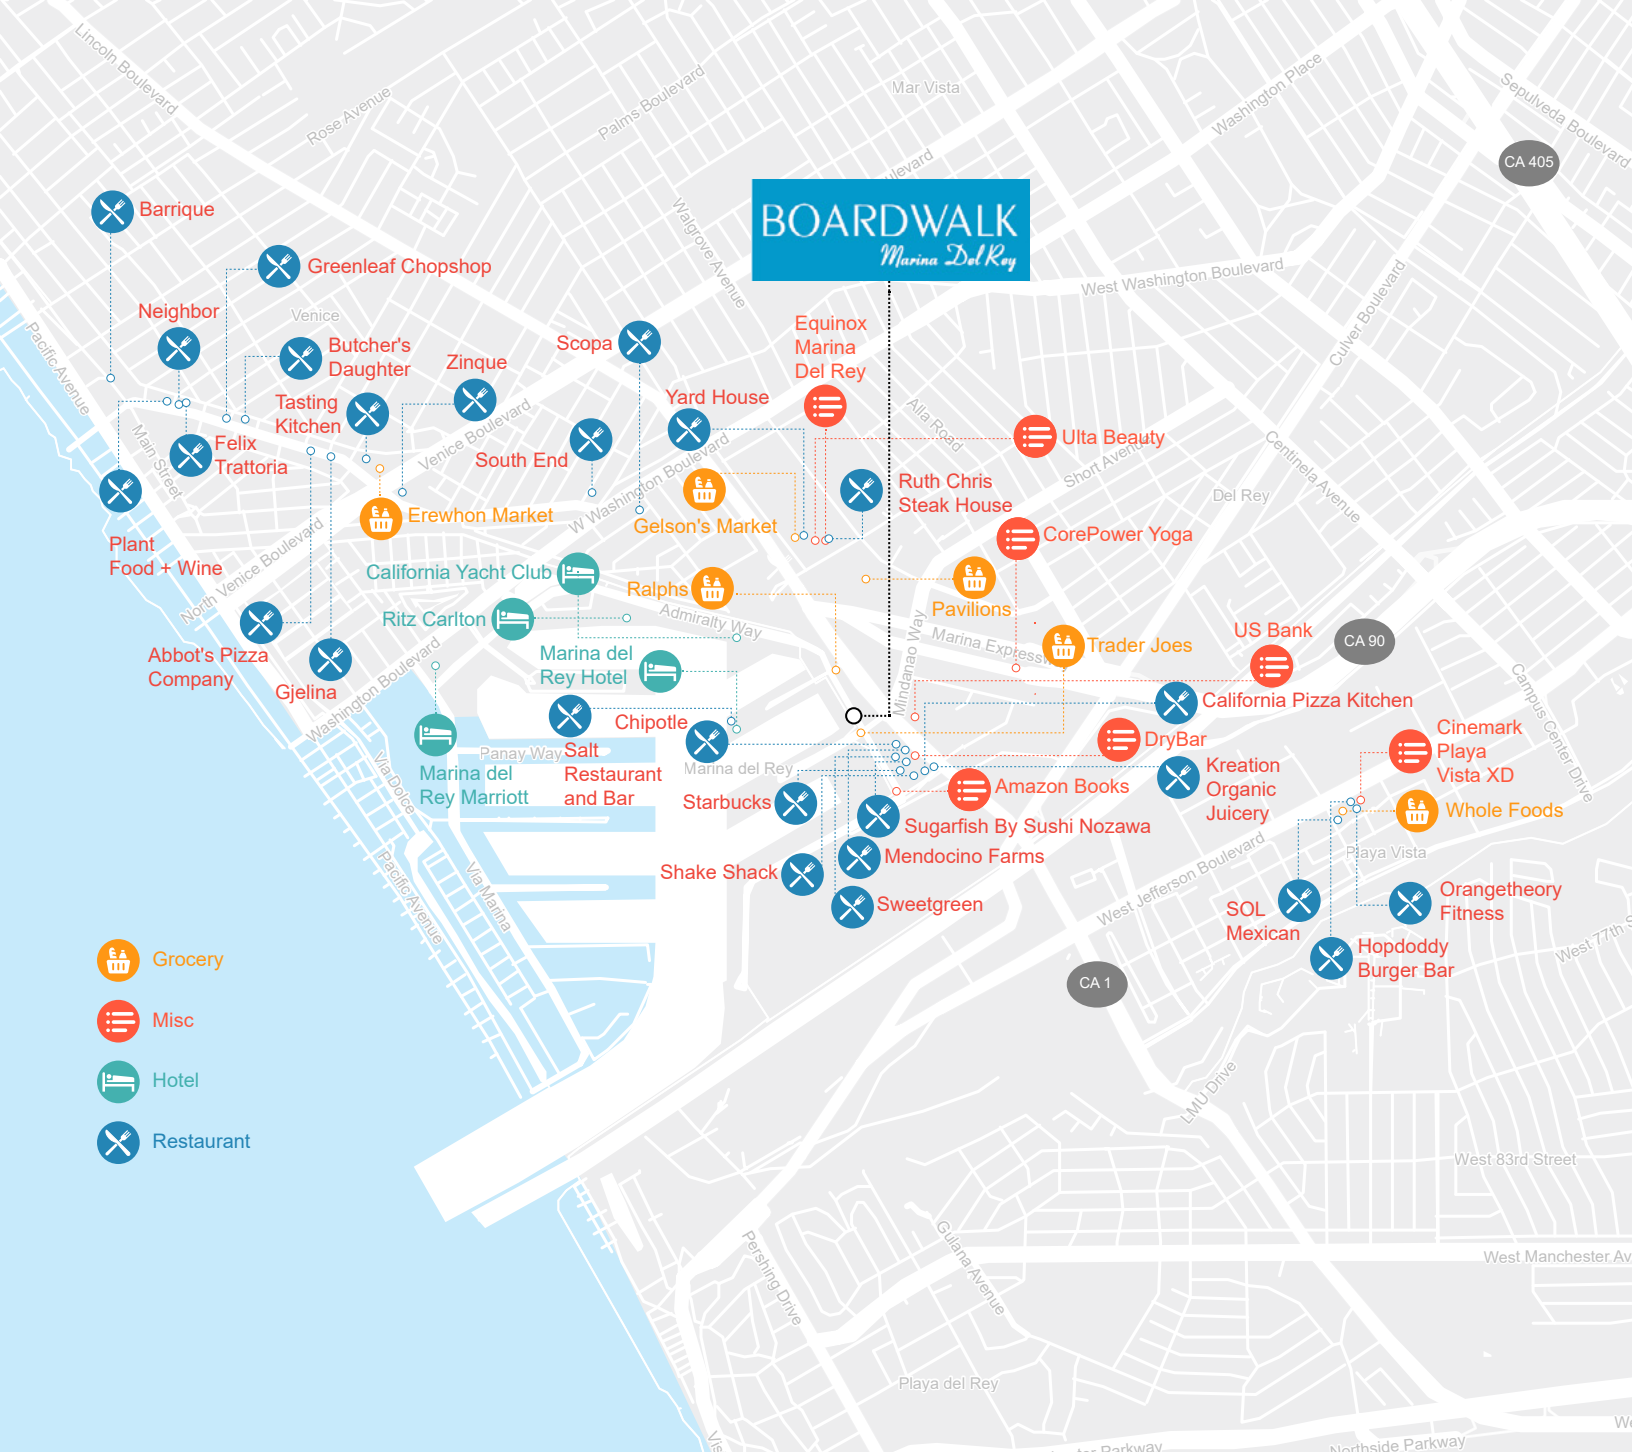 Lincoln Boulevard
Rose Avenue
Palms Boulevard
Mar Vista
Washington Place
Sepulveda Boulevard
CA 405
Barrique
BOARDWALK
Marina Del Rey
Walgrove Avenue
Greenleaf Chopshop
West Washington Boulevard
Culver Boulevard
Neighbor
Venice
Pacific Avenue
Butcher's
Daughter
Zinque
Scopa
Equinox
Marina
Del Rey
Tasting
Kitchen
Yard House
Alla Road
Ulta Beauty
Felix
Trattoria
Main Street
Venice Boulevard
South End
W Washington Boulevard
Short Avenue
Centinela Avenue
Ruth Chris
Steak House
Del Rey
Erewhon Market
Gelson's Market
CorePower Yoga
Plant
Food + Wine
North Venice Boulevard
California Yacht Club
Ralphs
Pavilions
Ritz Carlton
Admiralty Way
Mindanao Way
Marina Expressw
Trader Joes
US Bank
CA 90
Abbot's Pizza
Company
Gjelina
Washington Boulevard
Marina del
Rey Hotel
Campus Center Drive
California Pizza Kitchen
Chipotle
Salt
Restaurant
and Bar
Panay Way
Marina del Rey
DryBar
Cinemark
Playa
Vista XD
Marina del
Rey Marriott
Via Dolce
Starbucks
Amazon Books
Kreation
Organic
Juicery
Whole Foods
Sugarfish By Sushi Nozawa
Playa Vista
Mendocino Farms
Shake Shack
West Jefferson Boulevard
Sweetgreen
Pacific Avenue
Via Marina
SOL
Mexican
Orangetheory
Fitness
Hopdoddy
Burger Bar
West 77th S
Grocery
CA 1
Misc
Hotel
LMU Drive
Restaurant
West 83rd Street
Pershing Drive
Gulana Avenue
West Manchester Av
Playa del Rey
Northside Parkway